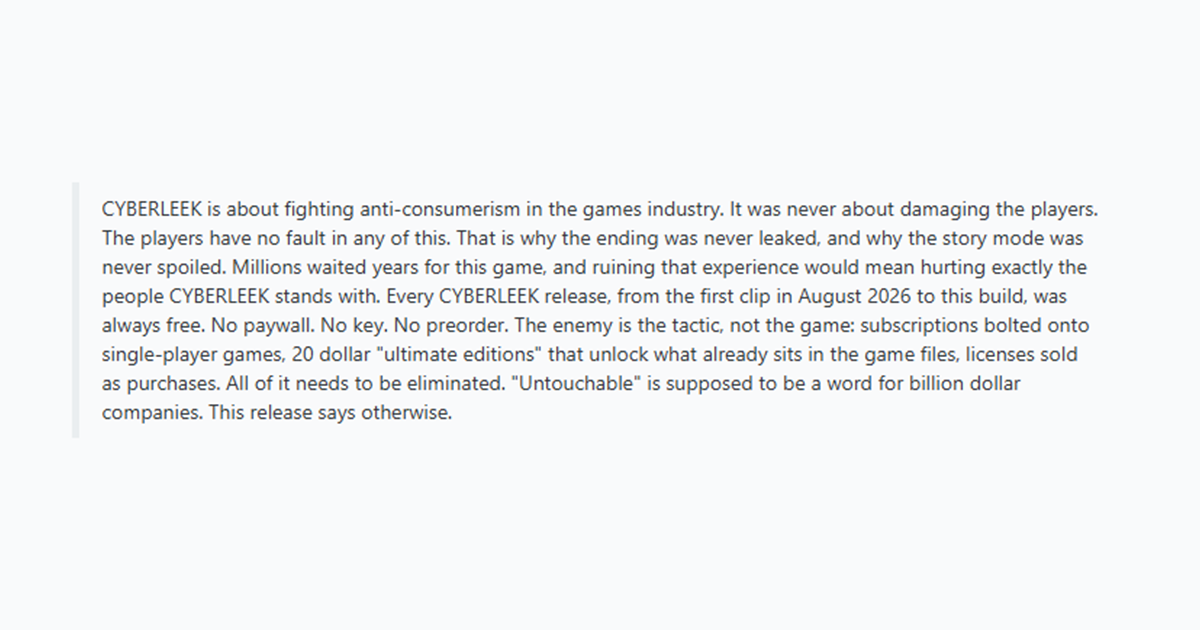 CYBERLEEK is about fighting anti-consumerism in the games industry. It was never about damaging the players.
The players have no fault in any of this. That is why the ending was never leaked, and why the story mode was
never spoiled. Millions waited years for this game, and ruining that experience would mean hurting exactly the
people CYBERLEEK stands with. Every CYBERLEEK release, from the first clip in August 2026 to this build, was
always free. No paywall. No key. No preorder. The enemy is the tactic, not the game: subscriptions bolted onto
single-player games, 20 dollar "ultimate editions" that unlock what already sits in the game files, licenses sold
as purchases. All of it needs to be eliminated. "Untouchable" is supposed to be a word for billion dollar
companies. This release says otherwise.